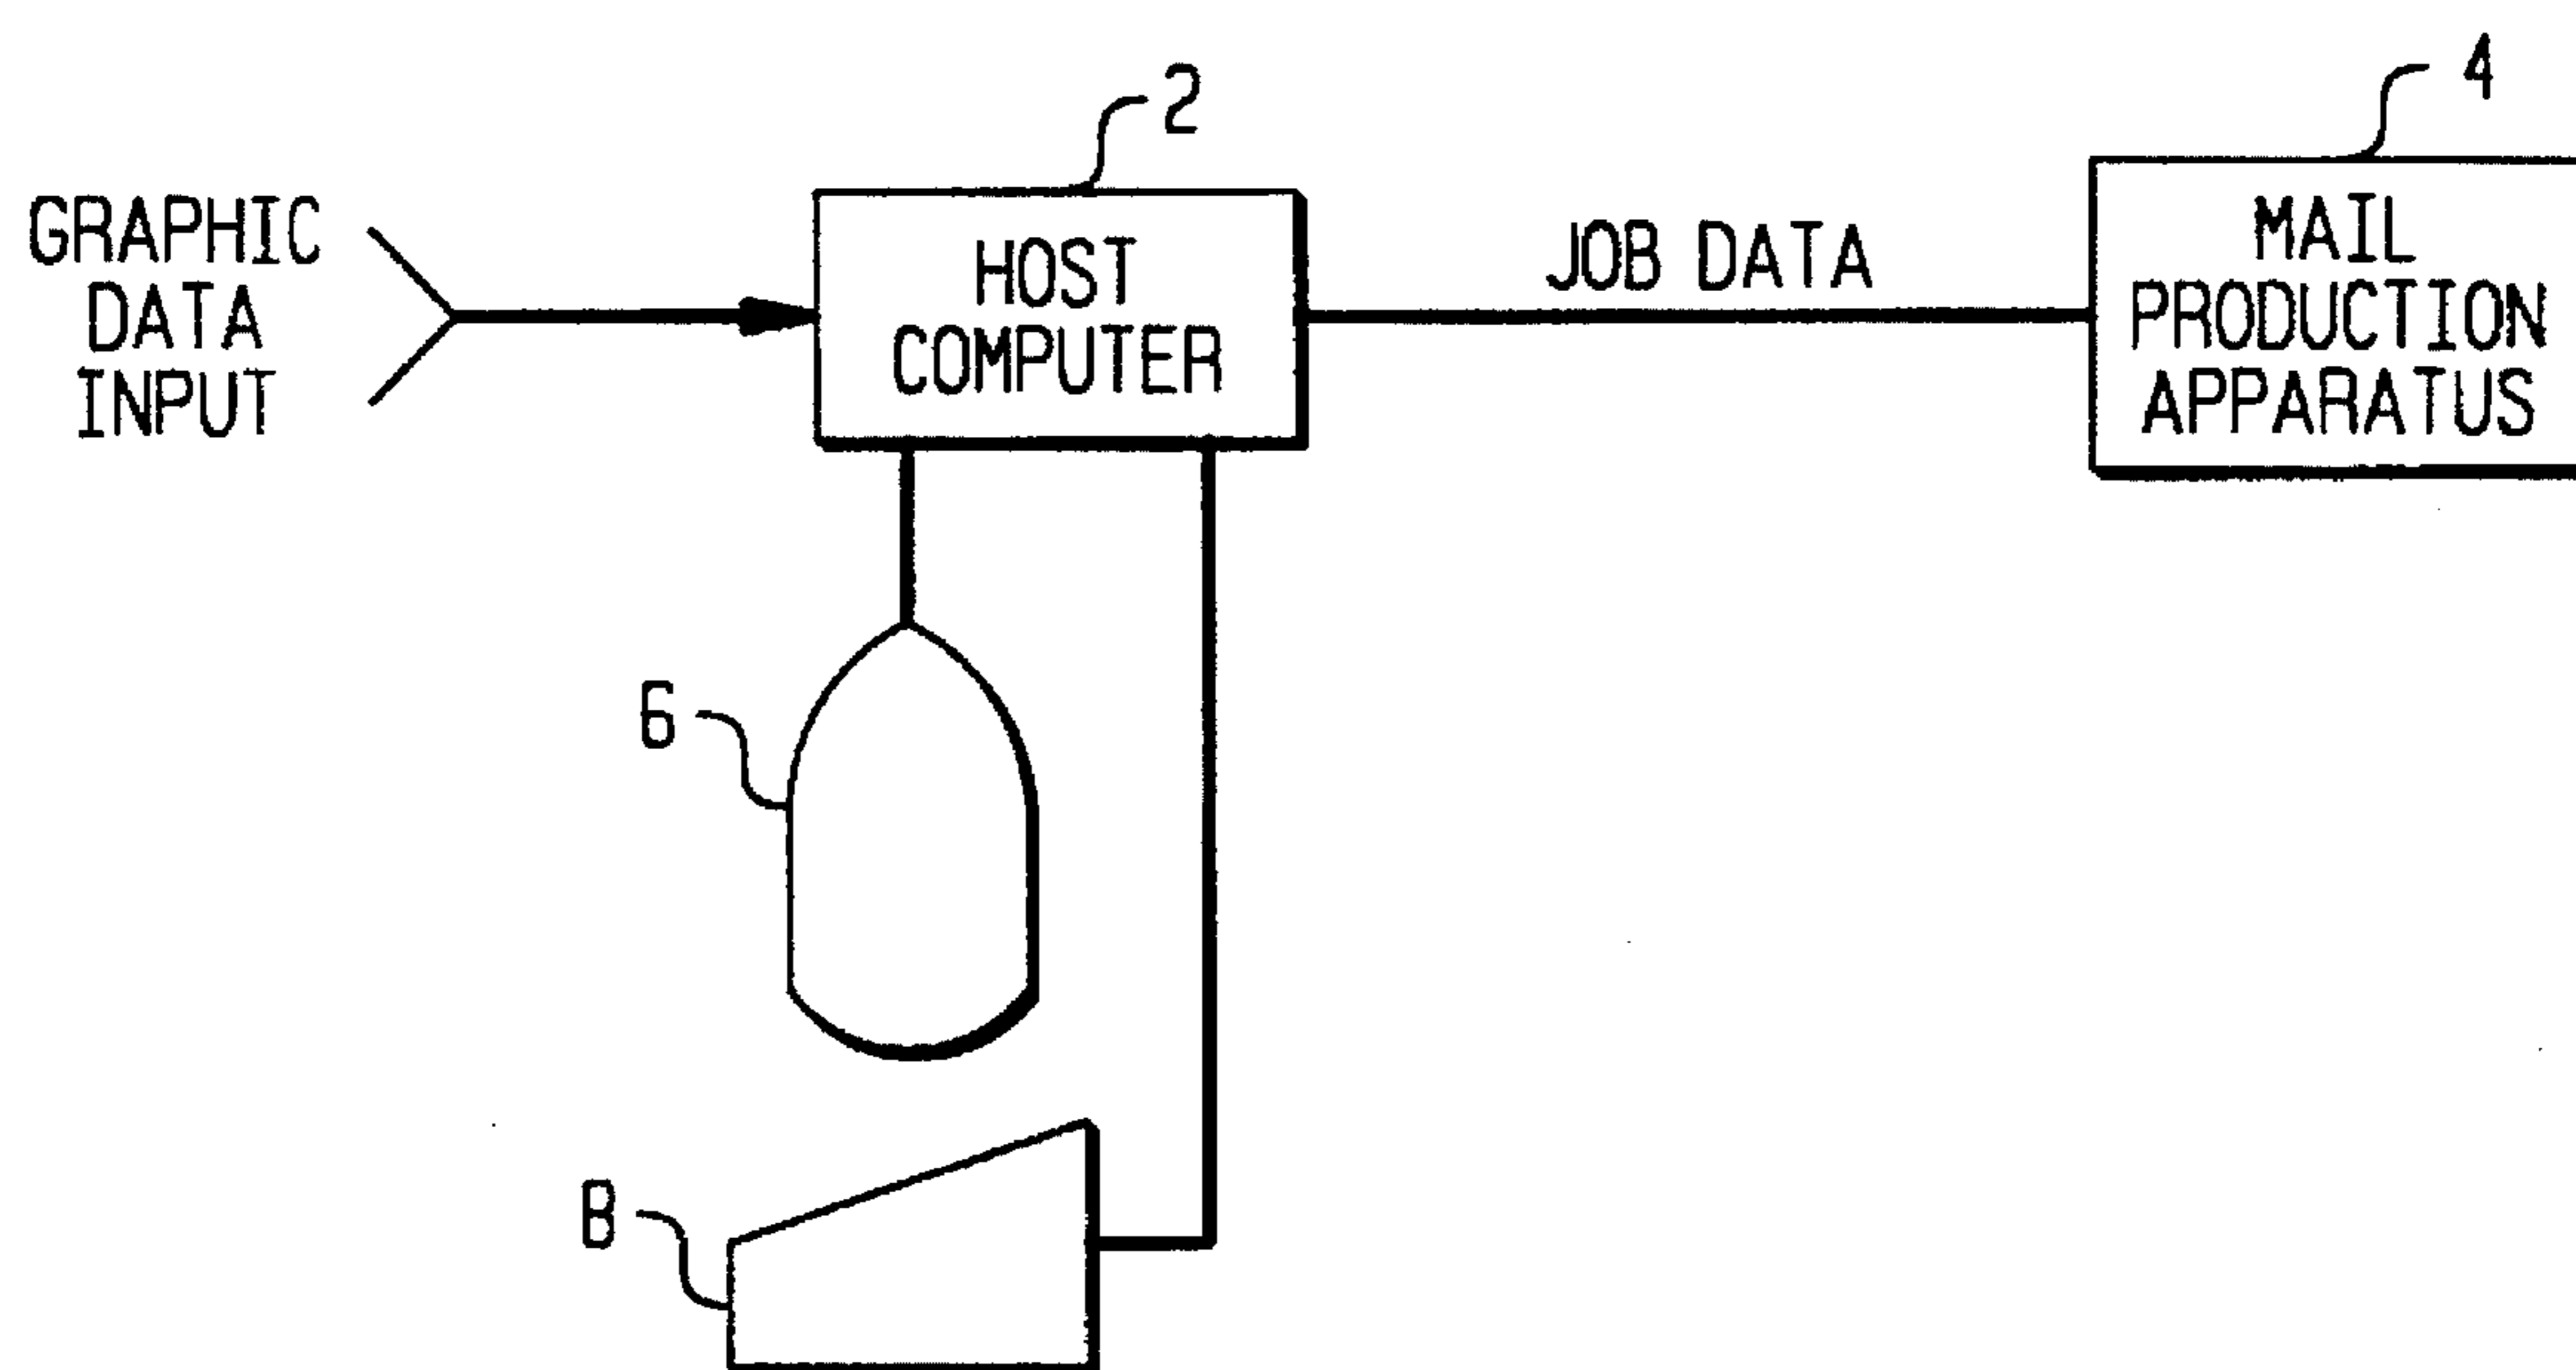 2
4
GRAPHIC
DATA
INPUT
HOST
COMPUTER
JOB DATA
MAIL
PRODUCTION
APPARATUS
6
8